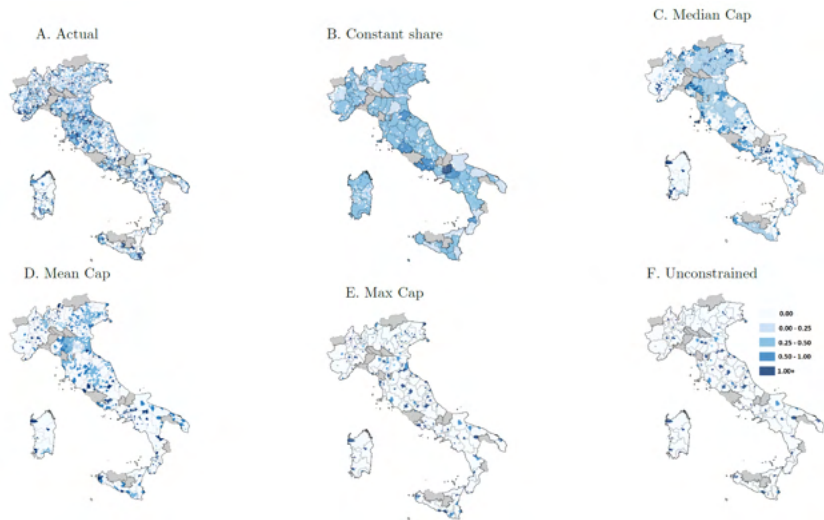 A. Actual
B. Constant share
C. Median Cap
D. Mean Cap
E. Max Cap
F. Unconstrained
0.00
0.00 - 0.25
0.25 - 0.50
0.50 - 1.00
1.00+